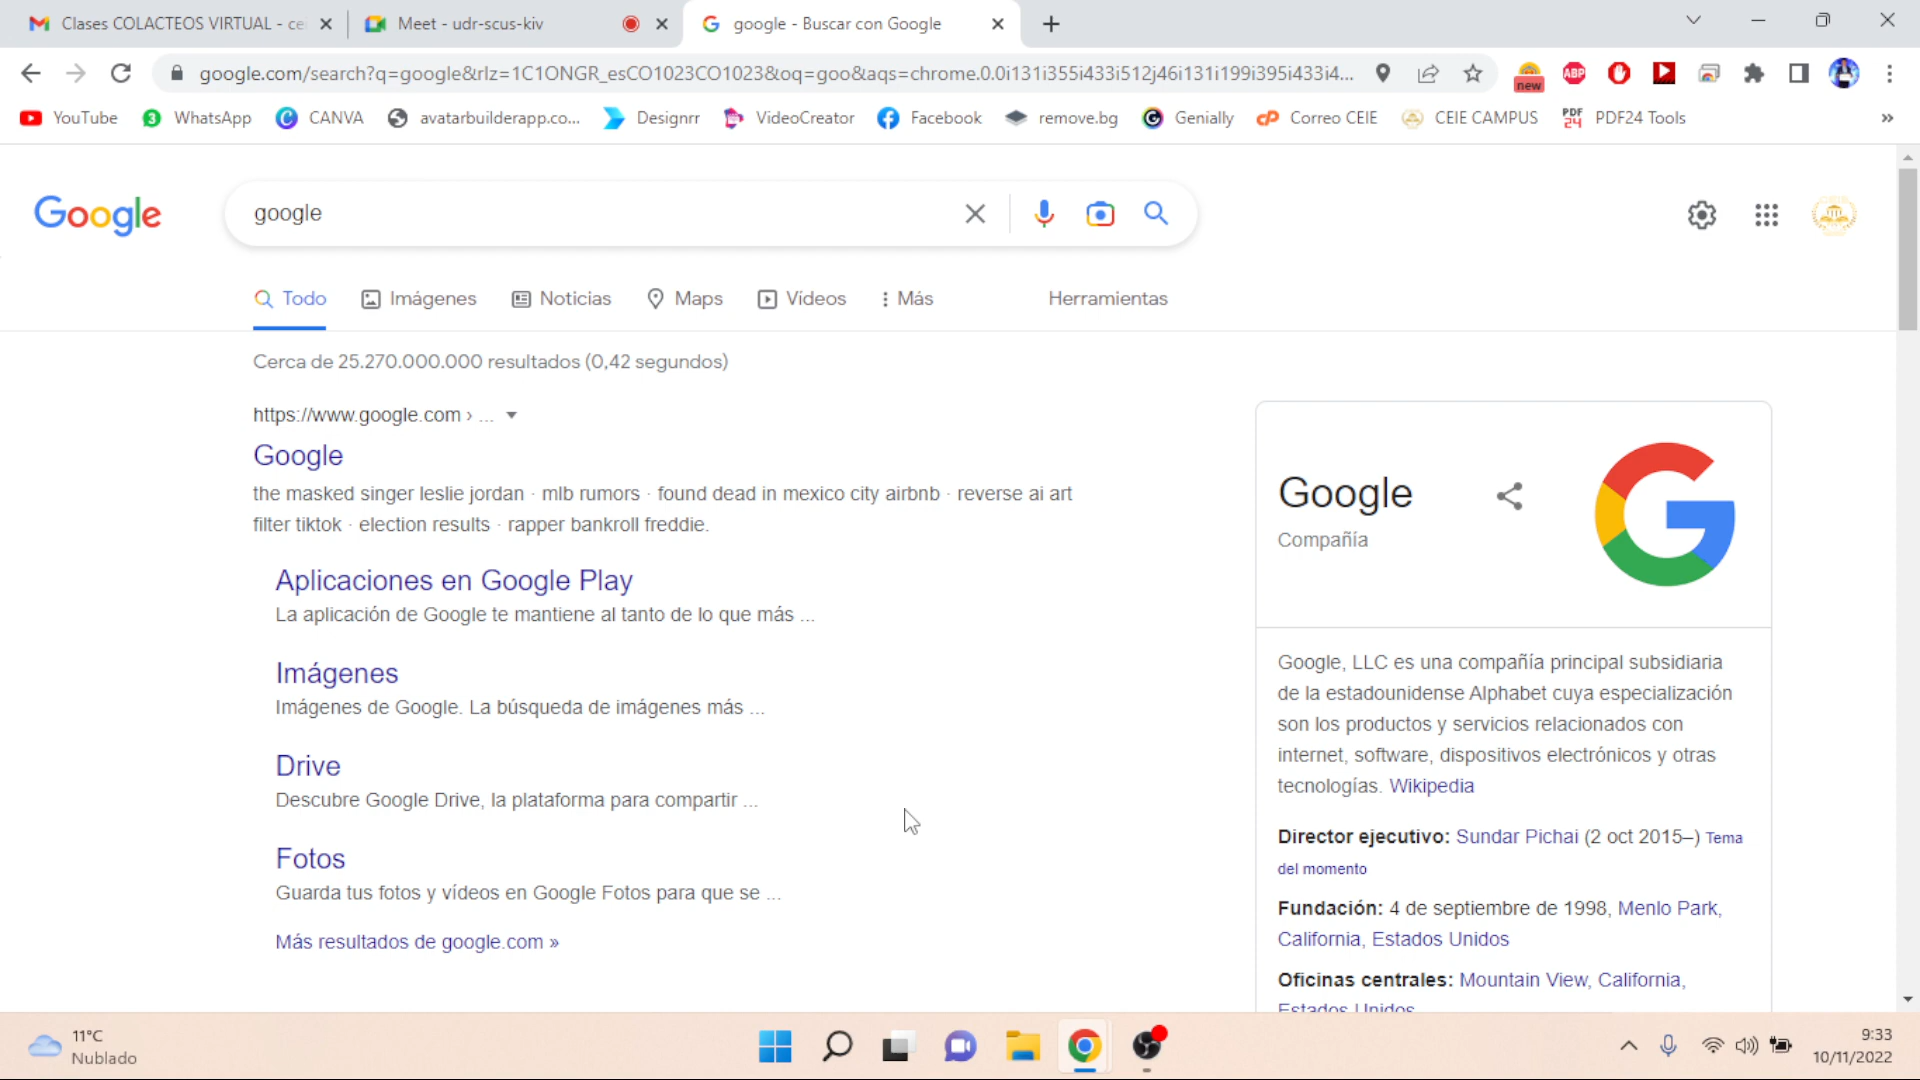 Clases COLACTEOS VIRTUAL - ce
Meet - udr-scus-kiv
google - Buscar con Google
google.com/search?q=google&rlz=1C1ONGR_esCO1023CO1023&oq=goo&aqs=chrome.0.0i131i355i433i512j46i131i199i395i433i4...
new
ABP
YouTube
3
WhatsApp
CANVA
avatarbuilderapp.co...
Designrr
VideoCreator
Facebook
remove.bg
Genially
cP
Correo CEIE
CEIE CAMPUS
PDF
24
PDF24 Tools
»
Google
google
Todo
Imágenes
Noticias
Maps
Vídeos
Más
Herramientas
Cerca de 25.270.000.000 resultados (0,42 segundos)
https://www.google.com › ...
Google
the masked singer leslie jordan · mlb rumors · found dead in mexico city airbnb · reverse ai art
filter tiktok · election results · rapper bankroll freddie.
Aplicaciones en Google Play
La aplicación de Google te mantiene al tanto de lo que más ...
Imágenes
Imágenes de Google. La búsqueda de imágenes más ...
Drive
Descubre Google Drive, la plataforma para compartir ...
Fotos
Guarda tus fotos y vídeos en Google Fotos para que se ...
Más resultados de google.com »
Google
Compañía
Google, LLC es una compañía principal subsidiaria
de la estadounidense Alphabet cuya especialización
son los productos y servicios relacionados con
internet, software, dispositivos electrónicos y otras
tecnologías. Wikipedia
Director ejecutivo: Sundar Pichai (2 oct 2015–) Tema
del momento
Fundación: 4 de septiembre de 1998, Menlo Park,
California, Estados Unidos
Oficinas centrales: Mountain View, California,
Estados Unidos
11°C
Nublado
9:33
10/11/2022